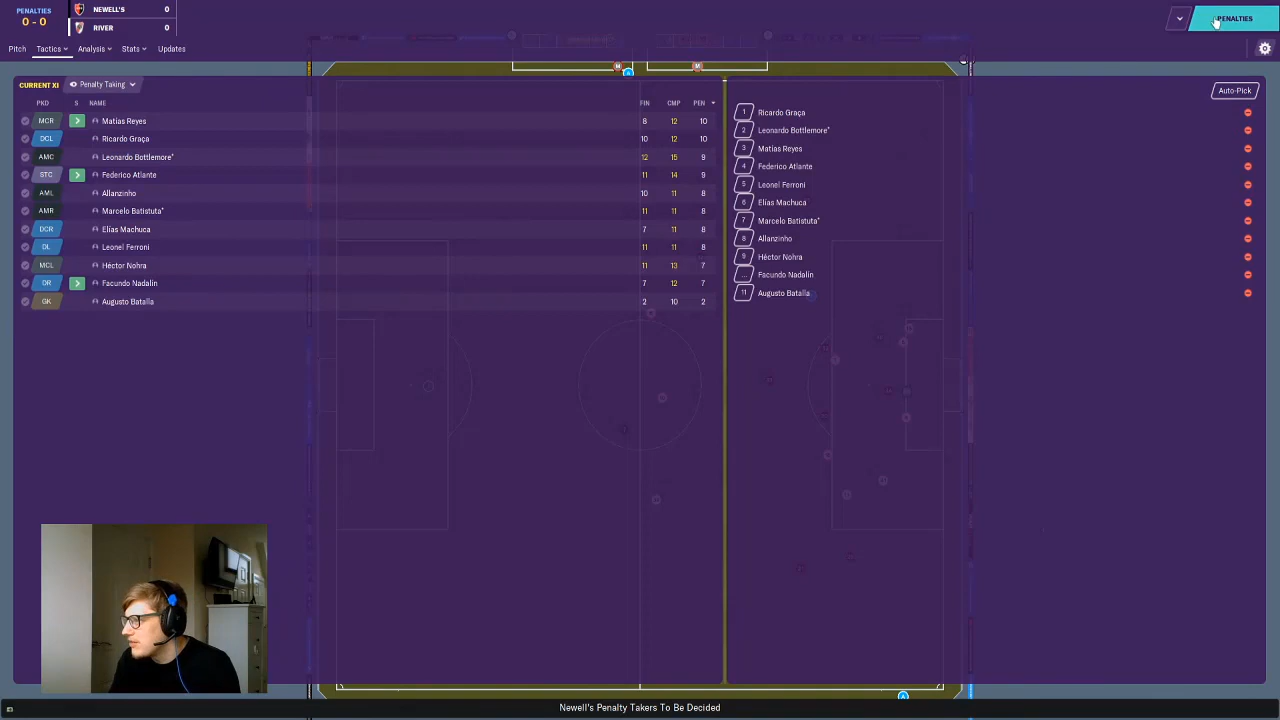 PENALTIES
0 - 0
NEWELL'S 0
RIVER 0
PENALTIES
Pitch Tactics Analysis Stats Updates
CURRENT XI Penalty Taking
Auto-Pick
PKD S NAME FIN CMP PEN
MCR Matías Reyes 8 12 10
DCL Ricardo Graça 10 12 10
AMC Leonardo Bottlemore* 12 15 9
STC Federico Atlante 11 14 9
AML Allanzinho 10 11 8
AMR Marcelo Batistuta* 11 11 8
DCR Elías Machuca 7 11 8
DL Leonel Ferroni 11 11 8
MCL Héctor Nohra 11 13 7
DR Facundo Nadalín 7 12 7
GK Augusto Batalla 2 10 2
1 Ricardo Graça
2 Leonardo Bottlemore*
3 Matías Reyes
4 Federico Atlante
5 Leonel Ferroni
6 Elías Machuca
7 Marcelo Batistuta*
8 Allanzinho
9 Héctor Nohra
... Facundo Nadalín
11 Augusto Batalla
Newell's Penalty Takers To Be Decided